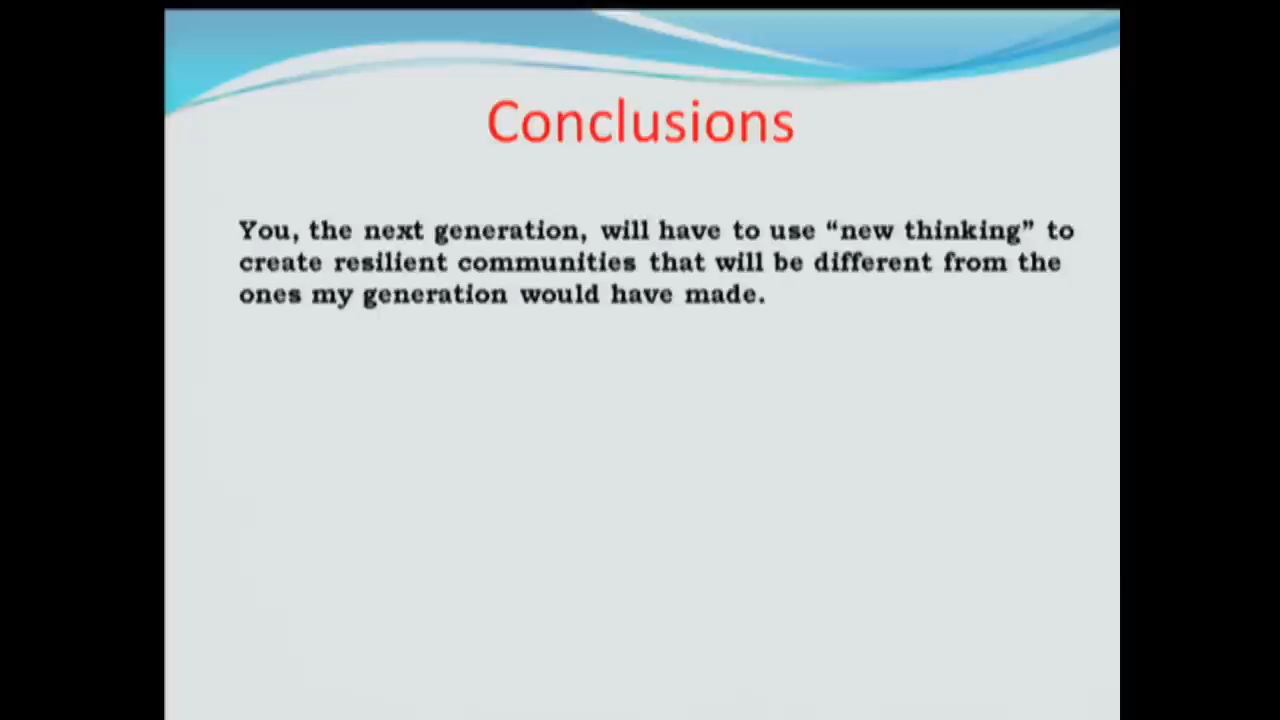 Conclusions
You, the next generation, will have to use “new thinking” to
create resilient communities that will be different from the
ones my generation would have made.